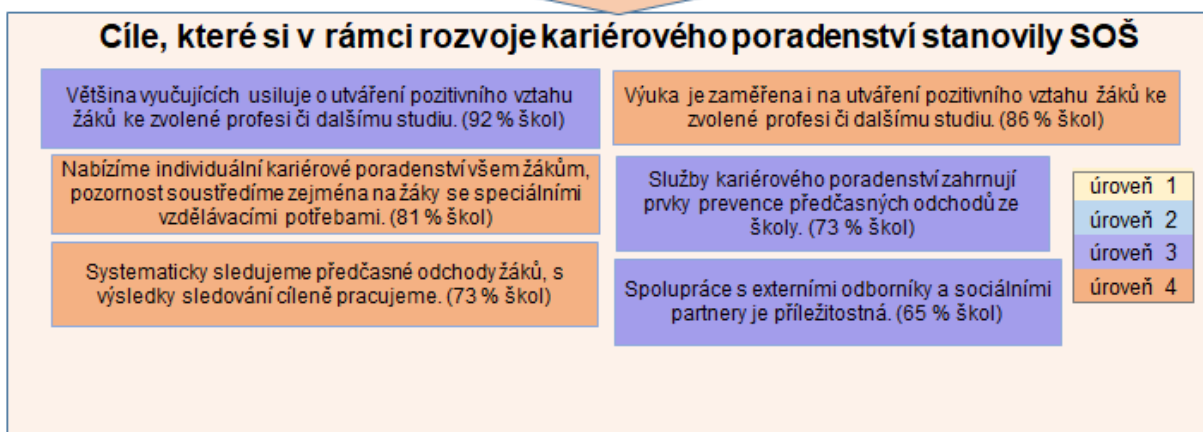 Cíle, které si v rámci rozvoje kariérového poradenství stanovily SOŠ
Většina vyučujících usiluje o utváření pozitivního vztahu
žáků ke zvolené profesi či dalšímu studiu. (92 % škol)
Výuka je zaměřena i na utváření pozitivního vztahu žáků ke
zvolené profesi či dalšímu studiu. (86 % škol)
Nabízíme individuální kariérové poradenství všem žákům,
pozornost soustředíme zejména na žáky se speciálními
vzdělávacími potřebami. (81 % škol)
Služby kariérového poradenství zahrnují
prvky prevence předčasných odchodů ze
školy. (73 % škol)
Systematicky sledujeme předčasné odchody žáků, s
výsledky sledování cíleně pracujeme. (73 % škol)
Spolupráce s externími odborníky a sociálními
partnery je příležitostná. (65 % škol)
úroveň 1
úroveň 2
úroveň 3
úroveň 4